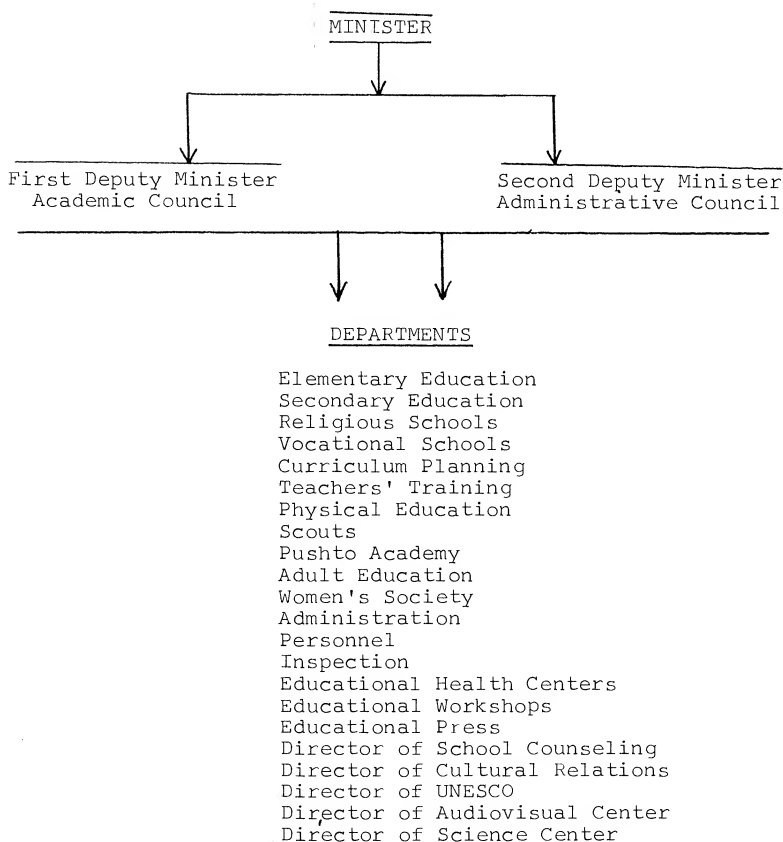 MINISTER
First Deputy Minister
Academic Council
Second Deputy Minister
Administrative Council
DEPARTMENTS
Elementary Education
Secondary Education
Religious Schools
Vocational Schools
Curriculum Planning
Teachers' Training
Physical Education
Scouts
Pushto Academy
Adult Education
Women's Society
Administration
Personnel
Inspection
Educational Health Centers
Educational Workshops
Educational Press
Director of School Counseling
Director of Cultural Relations
Director of UNESCO
Director of Audiovisual Center
Director of Science Center